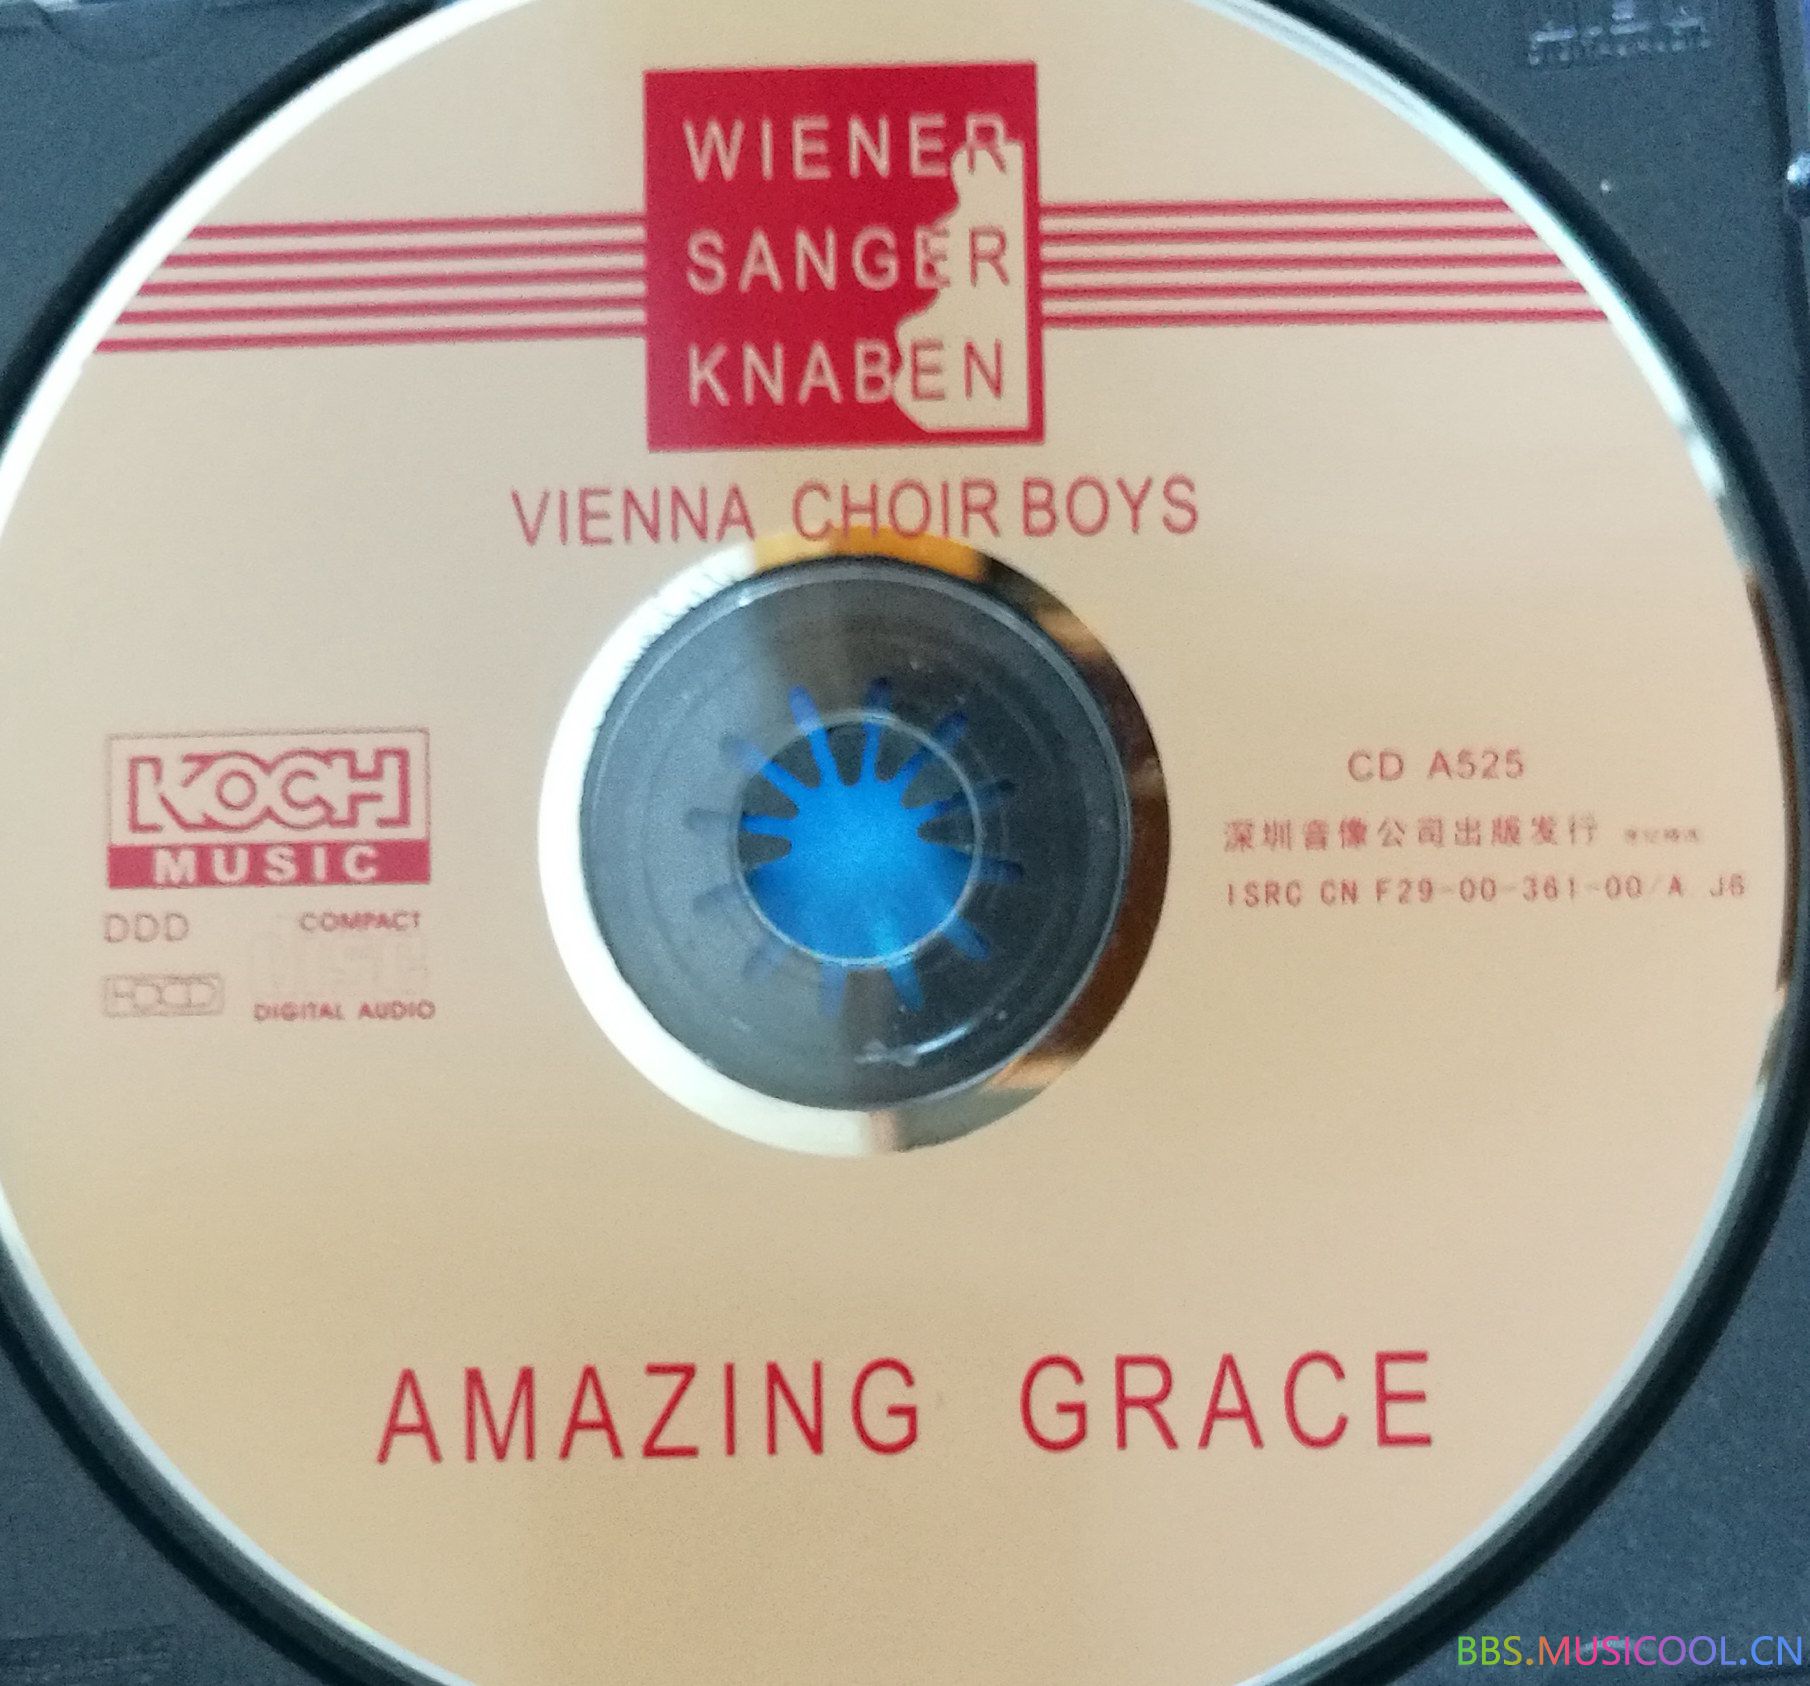 WIENER
SANGER
KNABEN
VIENNA CHOIR BOYS
KOCH
MUSIC
DDD
COMPACT
HDCD
DIGITAL AUDIO
CD A525
深圳音像公司出版发行
ISRC CN F29-00-361-00/A J6
AMAZING GRACE
BBS.MUSICOOL.CN